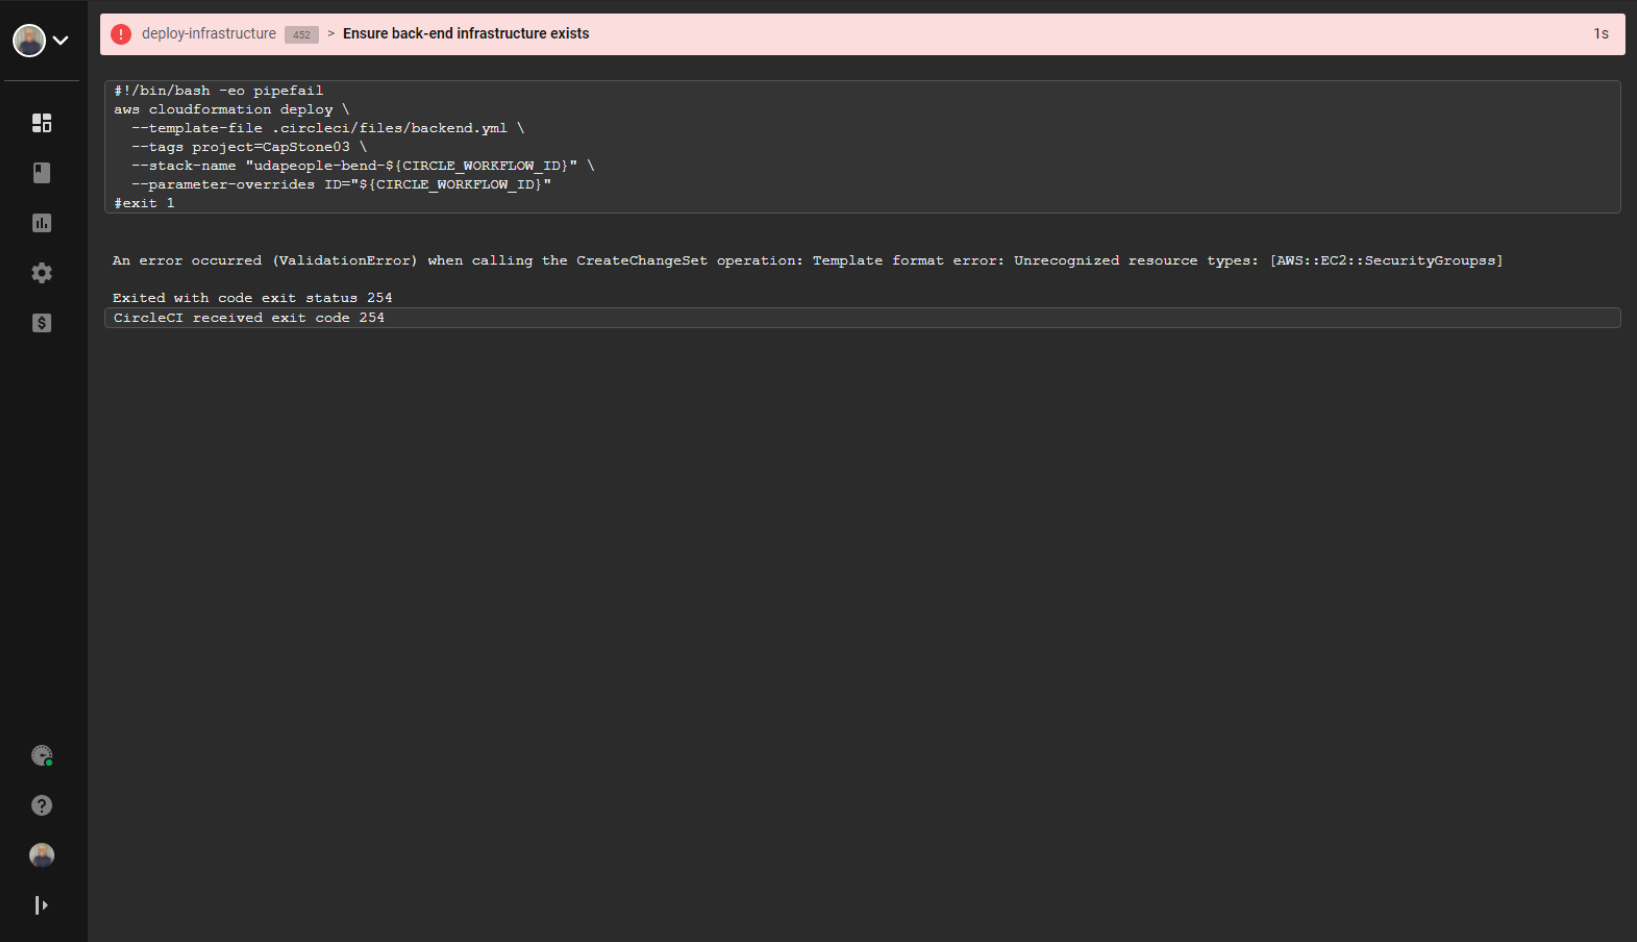 deploy-infrastructure 452 > Ensure back-end infrastructure exists 1s
#!/bin/bash -eo pipefail
aws cloudformation deploy \
  --template-file .circleci/files/backend.yml \
  --tags project=CapStone03 \
  --stack-name "udapeople-bend-${CIRCLE_WORKFLOW_ID}" \
  --parameter-overrides ID="${CIRCLE_WORKFLOW_ID}"
#exit 1
An error occurred (ValidationError) when calling the CreateChangeSet operation: Template format error: Unrecognized resource types: [AWS::EC2::SecurityGroupss]
Exited with code exit status 254
CircleCI received exit code 254